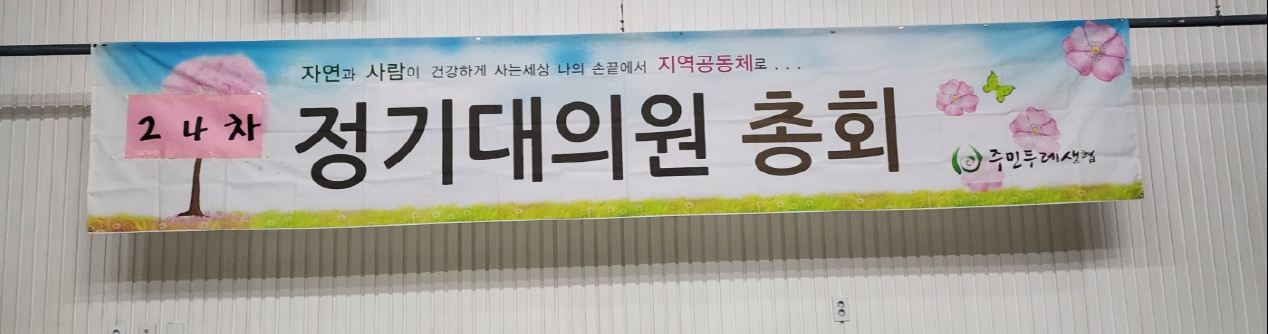 자연과 사람이 건강하게 사는세상 나의 손끝에서 지역공동체로 . . .
24차
정기대의원 총회
주민두레생협